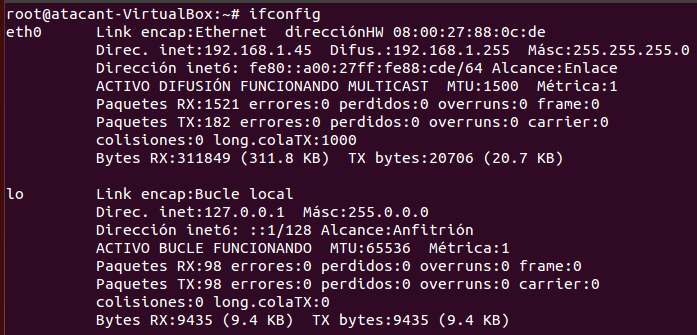 root@atacant-VirtualBox:~# ifconfig
eth0      Link encap:Ethernet  direcciónHW 08:00:27:88:0c:de
          Direc. inet:192.168.1.45  Difus.:192.168.1.255  Másc:255.255.255.0
          Dirección inet6: fe80::a00:27ff:fe88:cde/64 Alcance:Enlace
          ACTIVO DIFUSIÓN FUNCIONANDO MULTICAST  MTU:1500  Métrica:1
          Paquetes RX:1521 errores:0 perdidos:0 overruns:0 frame:0
          Paquetes TX:182 errores:0 perdidos:0 overruns:0 carrier:0
          colisiones:0 long.colaTX:1000
          Bytes RX:311849 (311.8 KB)  TX bytes:20706 (20.7 KB)

lo        Link encap:Bucle local
          Direc. inet:127.0.0.1  Másc:255.0.0.0
          Dirección inet6: ::1/128 Alcance:Anfitrión
          ACTIVO BUCLE FUNCIONANDO  MTU:65536  Métrica:1
          Paquetes RX:98 errores:0 perdidos:0 overruns:0 frame:0
          Paquetes TX:98 errores:0 perdidos:0 overruns:0 carrier:0
          colisiones:0 long.colaTX:0
          Bytes RX:9435 (9.4 KB)  TX bytes:9435 (9.4 KB)